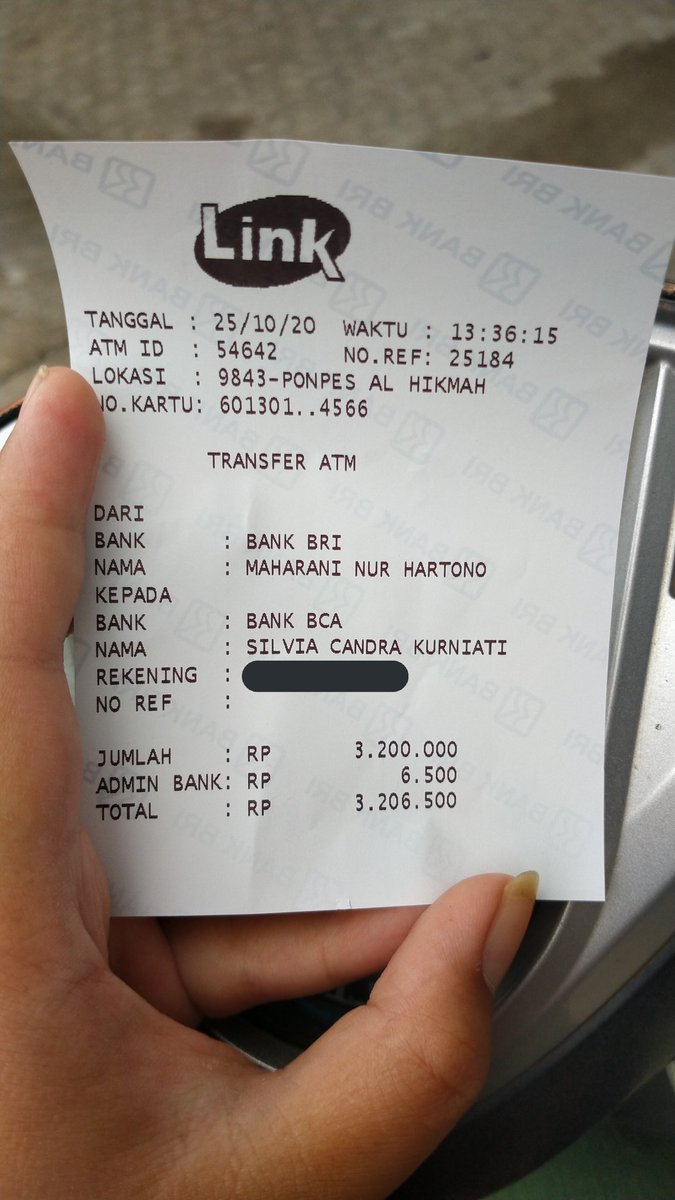 Link
TANGGAL : 25/10/20 WAKTU : 13:36:15
ATM ID : 54642 NO.REF: 25184
LOKASI : 9843-PONPES AL HIKMAH
NO.KARTU: 601301..4566
TRANSFER ATM
DARI
BANK : BANK BRI
NAMA : MAHARANI NUR HARTONO
KEPADA
BANK : BANK BCA
NAMA : SILVIA CANDRA KURNIATI
REKENING :
NO REF :
JUMLAH : RP 3.200.000
ADMIN BANK: RP 6.500
TOTAL : RP 3.206.500
BANK BRI